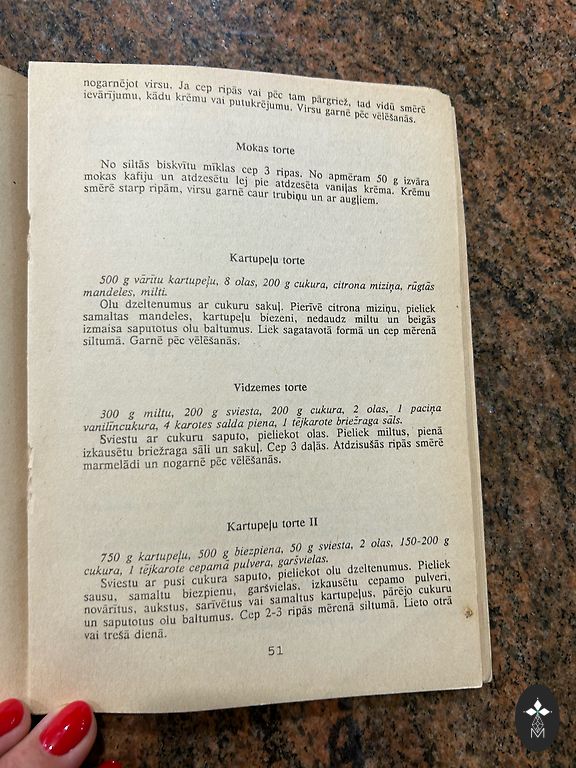 nogarnējot virsu. Ja cep ripās vai pēc tam pārgriež, tad vidū smērē
ievārījumu, kādu krēmu vai putukrējumu. Virsu garnē pēc vēlēšanās.
Mokas torte
No siltās biskvītu mīklas cep 3 ripas. No apmēram 50 g izvāra
mokas kafiju un atdzesētu lej pie atdzesēta vaniļas krēma. Krēmu
smērē starp ripām, virsu garnē caur trubiņu un ar augļiem.
Kartupeļu torte
500 g vārītu kartupeļu, 8 olas, 200 g cukura, citrona miziņa, rūgtās
mandeles, milti.
Olu dzeltenumus ar cukuru sakuļ. Pierīvē citrona miziņu, pieliek
samaltas mandeles, kartupeļu biezeni, nedaudz miltu un beigās
izmaisa saputotus olu baltumus. Liek sagatavotā formā un cep mērenā
siltumā. Garnē pēc vēlēšanās.
Vidzemes torte
300 g miltu, 200 g sviesta, 200 g cukura, 2 olas, 1 paciņa
vanilīncukura, 4 karotes salda piena, 1 tējkarote briežraga sāls.
Sviestu ar cukuru saputo, pieliekot olas. Pieliek miltus, pienā
izkausētu briežraga sāli un sakuļ. Cep 3 daļās. Atdzisušās ripās smērē
marmelādi un nogarnē pēc vēlēšanās.
Kartupeļu torte II
750 g kartupeļu, 500 g biezpiena, 50 g sviesta, 2 olas, 150-200 g
cukura, 1 tējkarote cepamā pulvera, garšvielas.
Sviestu ar pusi cukura saputo, pieliekot olu dzeltenumus. Pieliek
sausu, samaltu biezpienu, garšvielas, izkausētu cepamo pulveri,
novārītus, aukstus, sarīvētus vai samaltus kartupeļus, pārējo cukuru
un saputotus olu baltumus. Cep 2-3 ripās mērenā siltumā. Lieto otrā
vai trešā dienā.
51